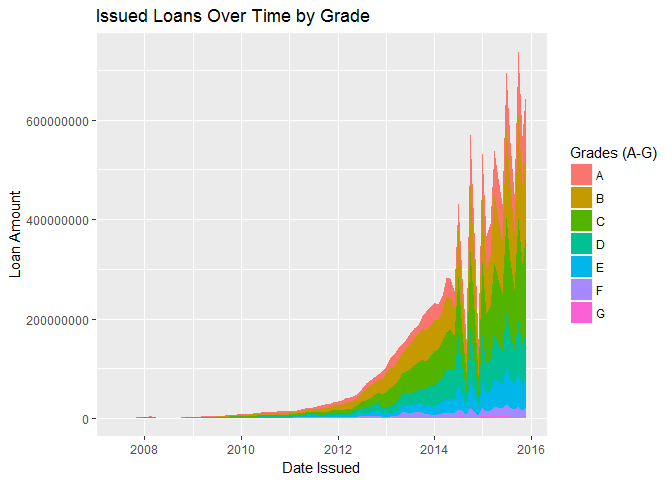 Issued Loans Over Time by Grade
Loan Amount
600000000
400000000
200000000
0
2008 2010 2012 2014 2016
Date Issued
Grades (A-G)
A
B
C
D
E
F
G